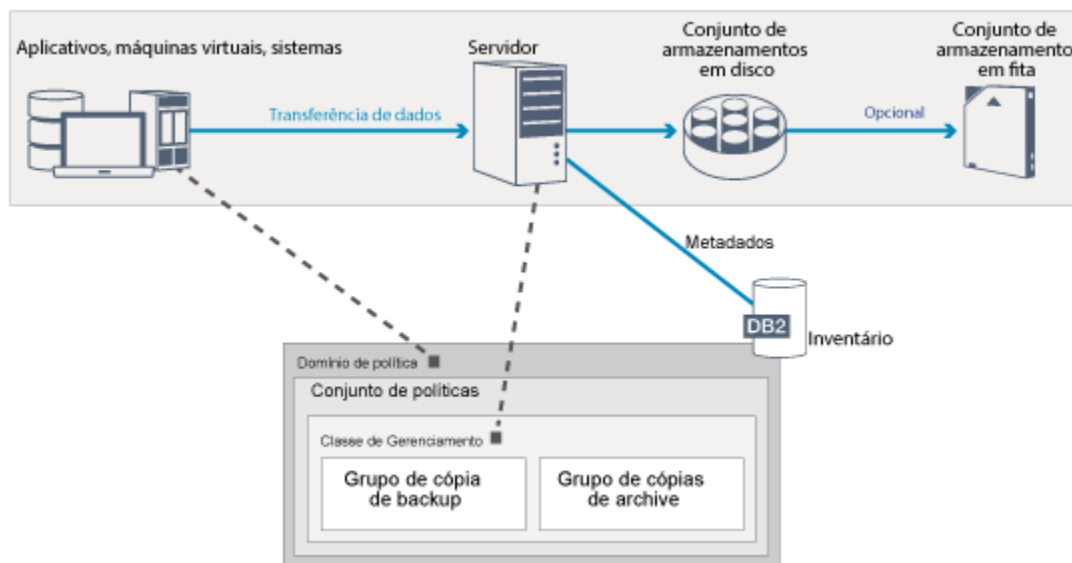 Aplicativos, máquinas virtuais, sistemas
Servidor
Conjunto de
armazenamentos
em disco
Conjunto de
armazenamento
em fita
Transferência de dados
Opcional
Metadados
DB2
Inventário
Domínio de política
Conjunto de políticas
Classe de Gerenciamento
Grupo de cópia
de backup
Grupo de cópias
de archive